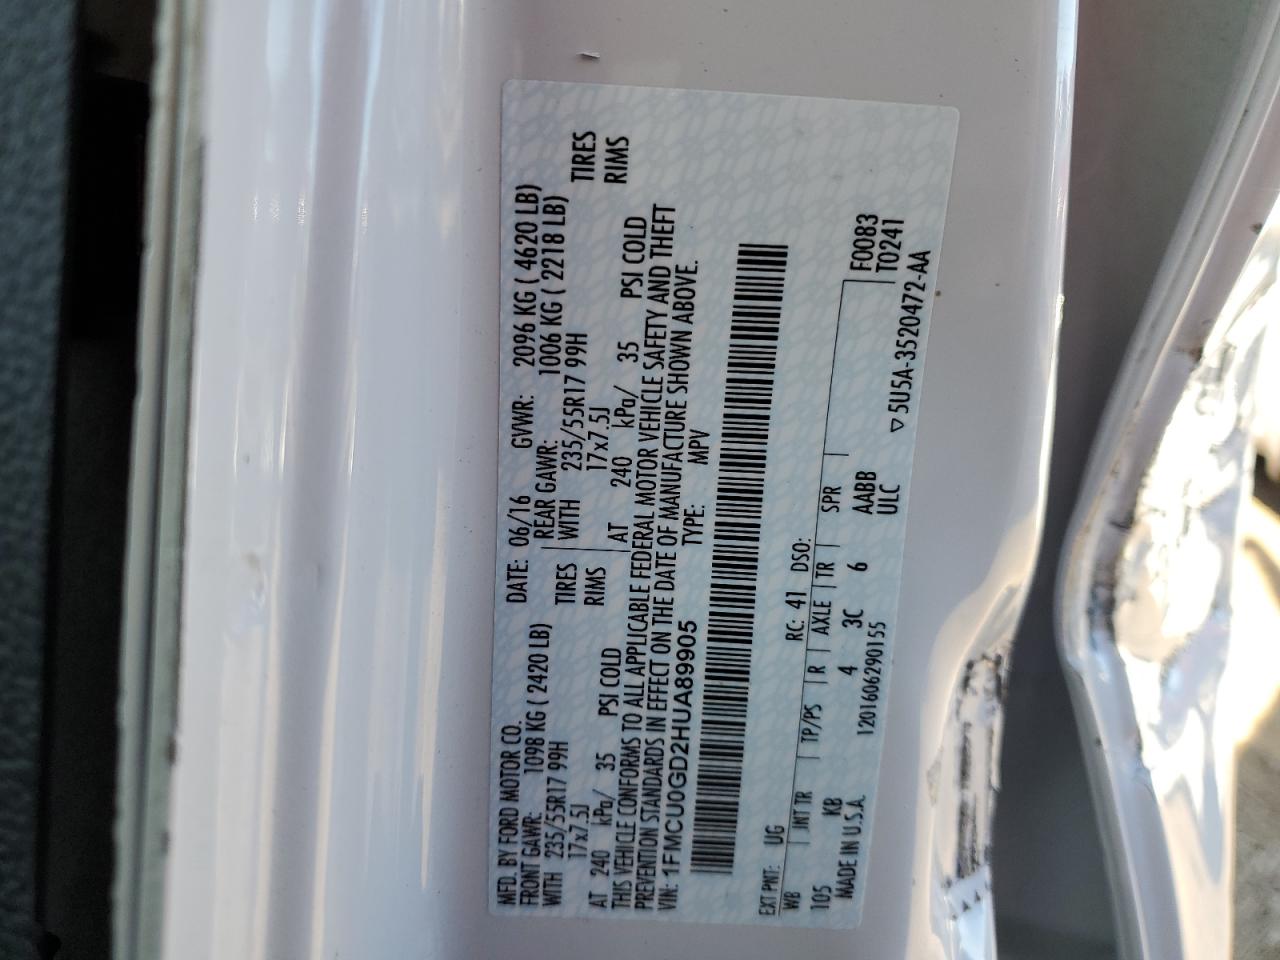 MFD. BY FORD MOTOR CO.
DATE: 06/16 GVWR: 2096 KG ( 4620 LB)
FRONT GAWR: 1098 KG ( 2420 LB) REAR GAWR: 1006 KG ( 2218 LB)
WITH 235/55R17 99H TIRES WITH 235/55R17 99H TIRES
17x7.5J RIMS 17x7.5J RIMS
AT 240 kPa/ 35 PSI COLD AT 240 kPa/ 35 PSI COLD
THIS VEHICLE CONFORMS TO ALL APPLICABLE FEDERAL MOTOR VEHICLE SAFETY AND THEFT
PREVENTION STANDARDS IN EFFECT ON THE DATE OF MANUFACTURE SHOWN ABOVE.
VIN: 1FMCU0GD2HUA89905 TYPE: MPV
EXT PNT: UG RC: 41 DSO:
WB INT TR TP/PS R AXLE TR SPR F0083
105 KB 4 3C 6 AABB T0241
ULC
MADE IN U.S.A. 120160629015​5 ▽5U5A-3520472-AA